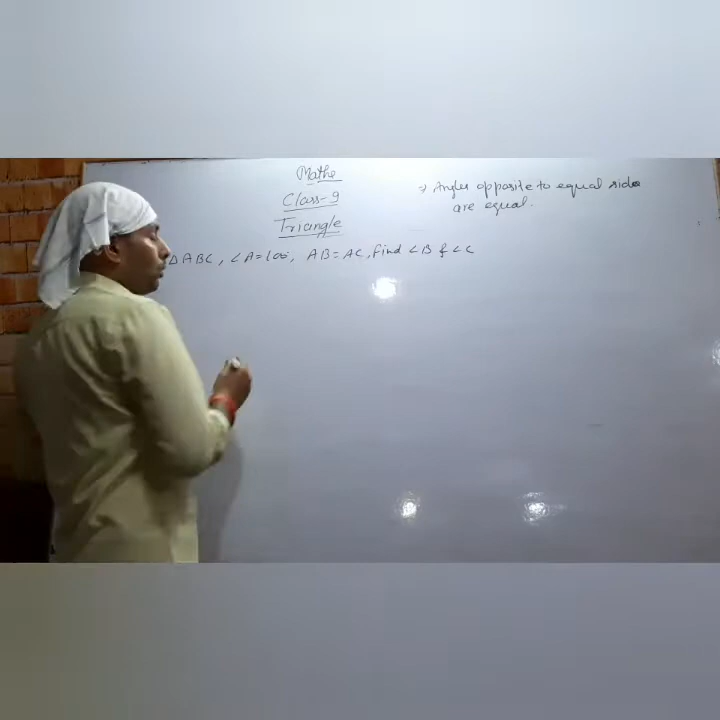 Maths
Class-9
Triangle
→ Angles opposite to equal sides
are equal.
Δ ABC, ∠A = 100°, AB = AC, find ∠B & ∠C